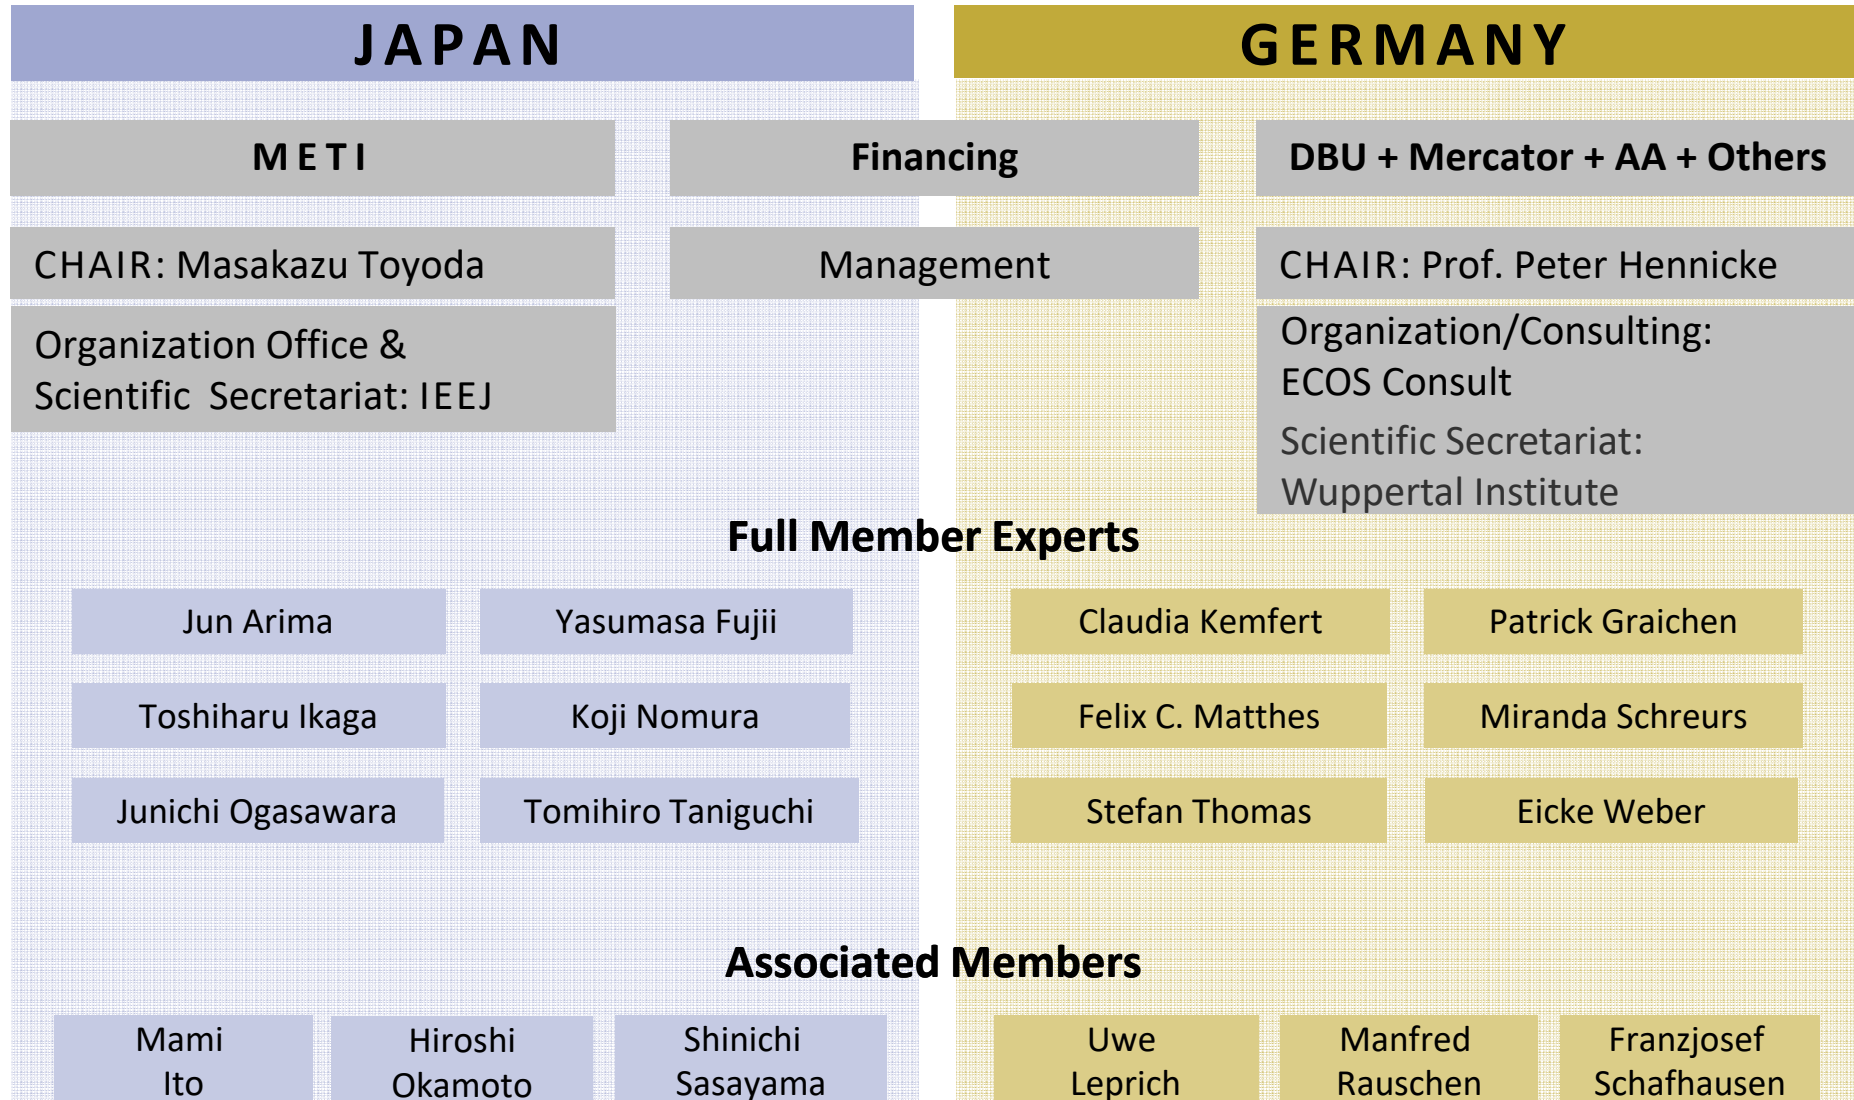 JAPAN
GERMANY
METI
Financing
DBU + Mercator + AA + Others
CHAIR: Masakazu Toyoda
Management
CHAIR: Prof. Peter Hennicke
Organization Office &
Scientific Secretariat: IEEJ
Organization/Consulting:
ECOS Consult
Scientific Secretariat:
Wuppertal Institute
Full Member Experts
Jun Arima
Yasumasa Fujii
Claudia Kemfert
Patrick Graichen
Toshiharu Ikaga
Koji Nomura
Felix C. Matthes
Miranda Schreurs
Junichi Ogasawara
Tomihiro Taniguchi
Stefan Thomas
Eicke Weber
Associated Members
Mami
Ito
Hiroshi
Okamoto
Shinichi
Sasayama
Uwe
Leprich
Manfred
Rauschen
Franzjosef
Schafhausen